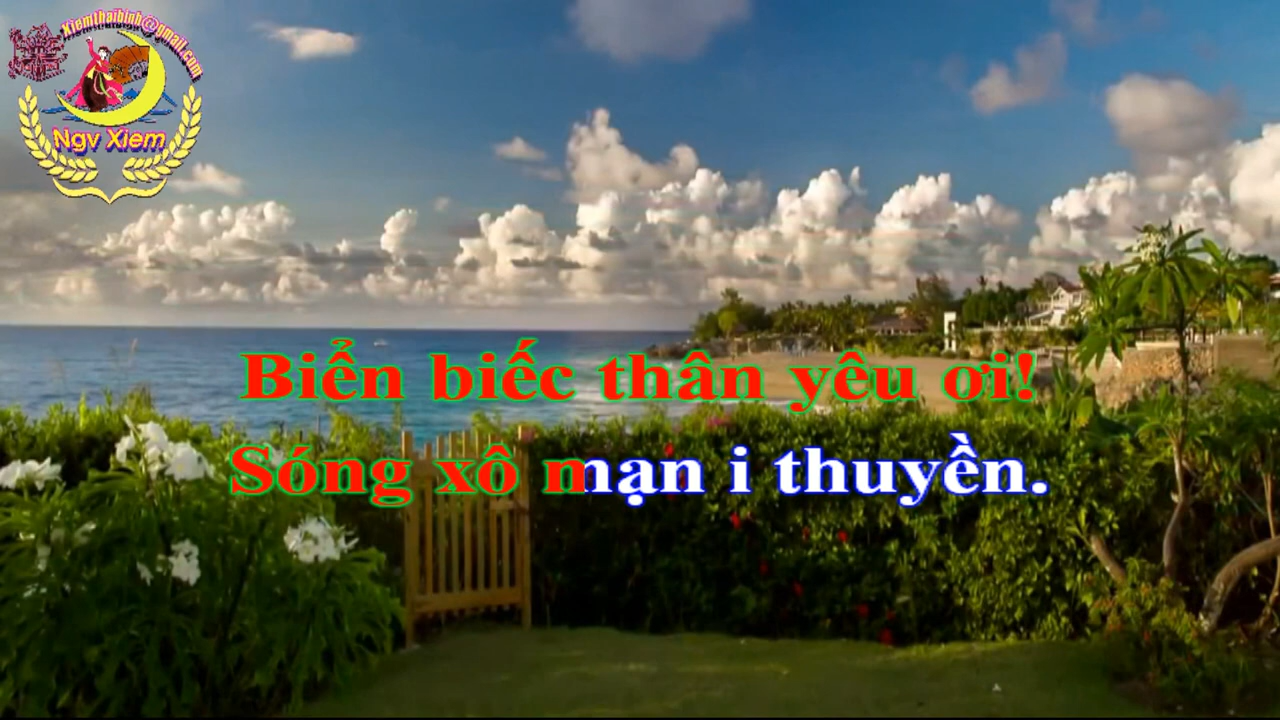 Xiemthaibinh@gmail.com
Ngv Xiem
Biển biếc thân yêu ơi!
Sóng xô mạn i thuyền.